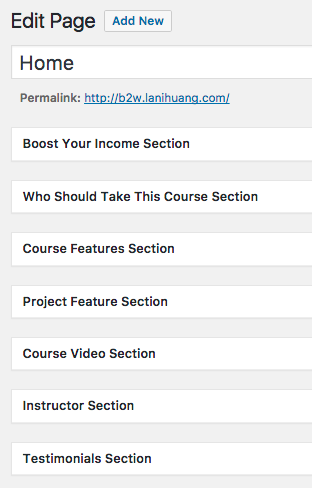 Edit Page Add New
Home
Permalink: http://b2w.lanihuang.com/
Boost Your Income Section
Who Should Take This Course Section
Course Features Section
Project Feature Section
Course Video Section
Instructor Section
Testimonials Section